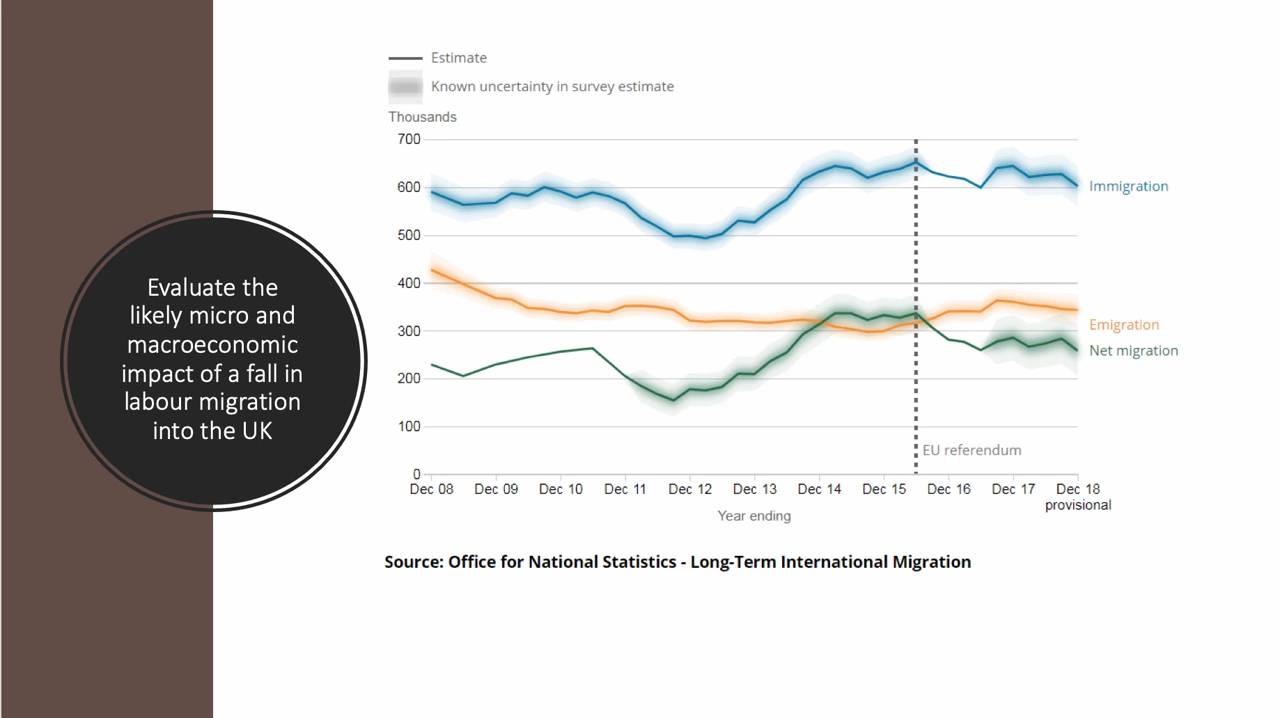 Evaluate the
likely micro and
macroeconomic
impact of a fall in
labour migration
into the UK
Estimate
Known uncertainty in survey estimate
Thousands
700
600
500
400
300
200
100
0
Immigration
Emigration
Net migration
EU referendum
Dec 08 Dec 09 Dec 10 Dec 11 Dec 12 Dec 13 Dec 14 Dec 15 Dec 16 Dec 17 Dec 18
provisional
Year ending
Source: Office for National Statistics - Long-Term International Migration